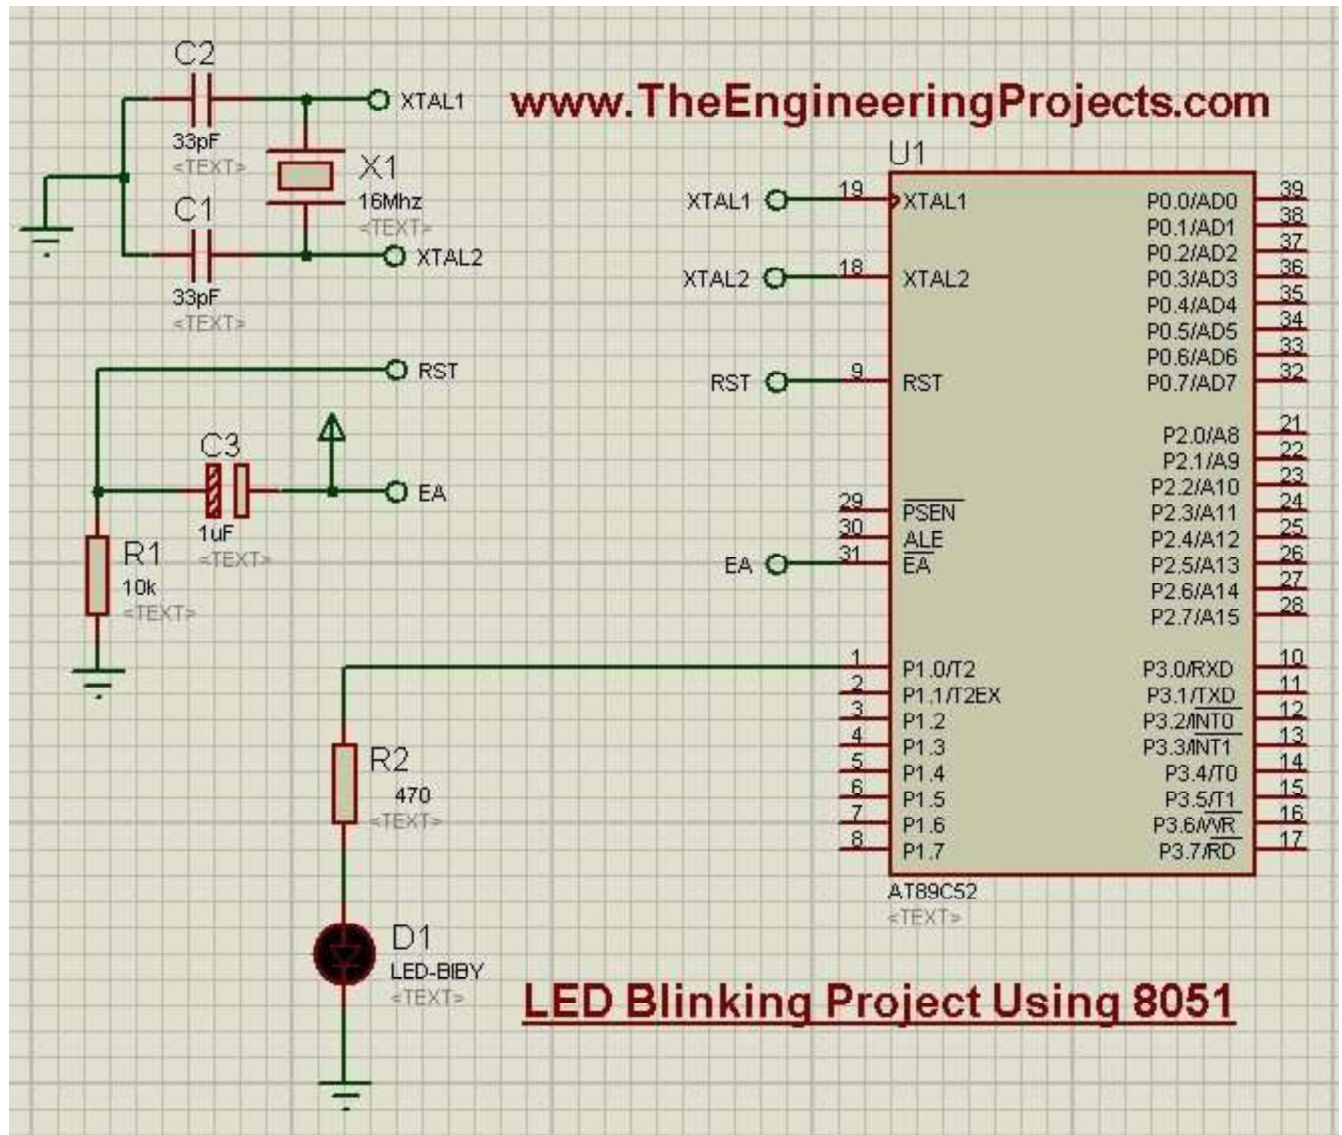 C2
33pF
<TEXT>
XTAL1
X1
16Mhz
<TEXT>
C1
33pF
<TEXT>
XTAL2
RST
C3
1uF
<TEXT>
EA
R1
10k
<TEXT>
www.TheEngineeringProjects.com
U1
XTAL1
19
XTAL1
XTAL2
18
XTAL2
RST
9
RST
29
PSEN
30
ALE
EA
31
EA
1
P1.0/T2
2
P1.1/T2EX
3
P1.2
4
P1.3
5
P1.4
6
P1.5
7
P1.6
8
P1.7
P0.0/AD0
39
P0.1/AD1
38
P0.2/AD2
37
P0.3/AD3
36
P0.4/AD4
35
P0.5/AD5
34
P0.6/AD6
33
P0.7/AD7
32
P2.0/A8
21
P2.1/A9
22
P2.2/A10
23
P2.3/A11
24
P2.4/A12
25
P2.5/A13
26
P2.6/A14
27
P2.7/A15
28
P3.0/RXD
10
P3.1/TXD
11
P3.2/INT0
12
P3.3/INT1
13
P3.4/T0
14
P3.5/T1
15
P3.6/WR
16
P3.7/RD
17
AT89C52
<TEXT>
R2
470
<TEXT>
D1
LED-BIBY
<TEXT>
LED Blinking Project Using 8051